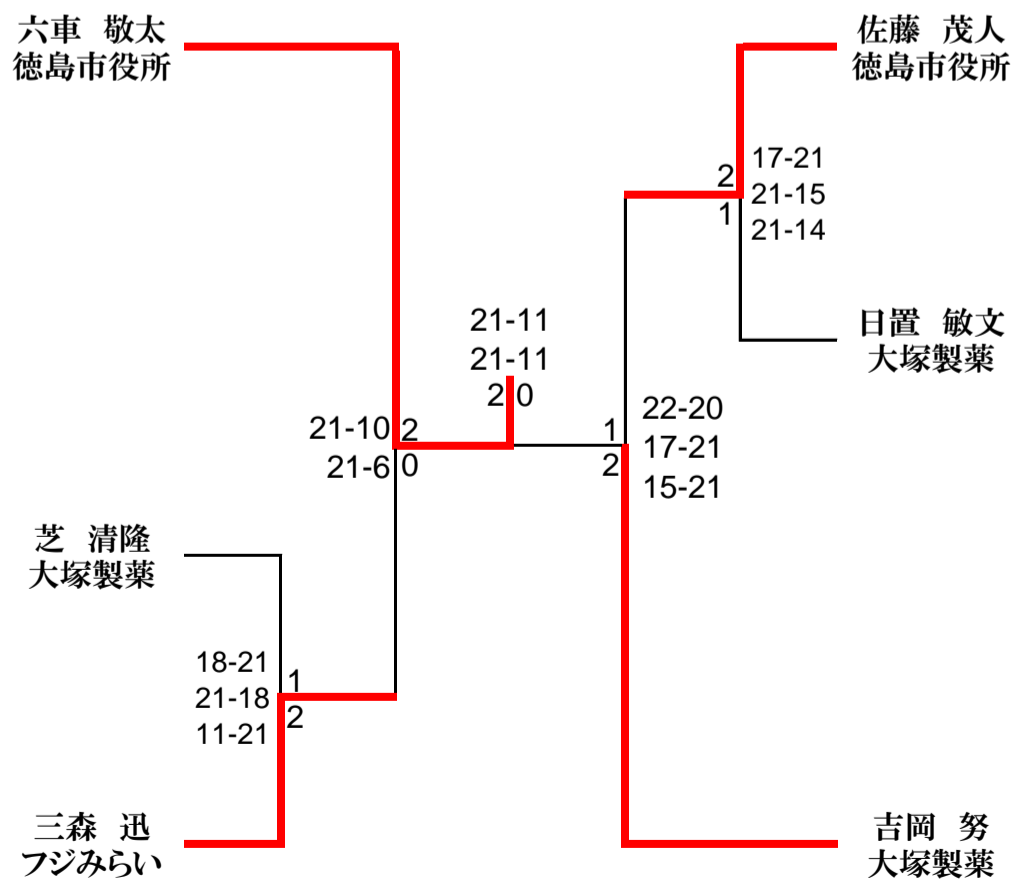 六車 敬太
徳島市役所
佐藤 茂人
徳島市役所
2
1
17-21
21-15
21-14
日置 敏文
大塚製薬
21-11
21-11
2 0
21-10 2
21-6 0
1
2
22-20
17-21
15-21
芝 清隆
大塚製薬
18-21
21-18
11-21
1
2
三森 迅
フジみらい
吉岡 努
大塚製薬